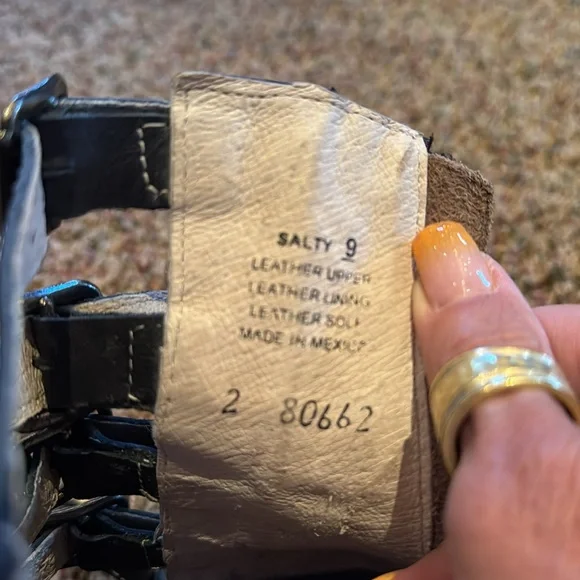 SALTY 9
LEATHER UPPER
LEATHER LINING
LEATHER SOLE
MADE IN MEXICO
2 80662